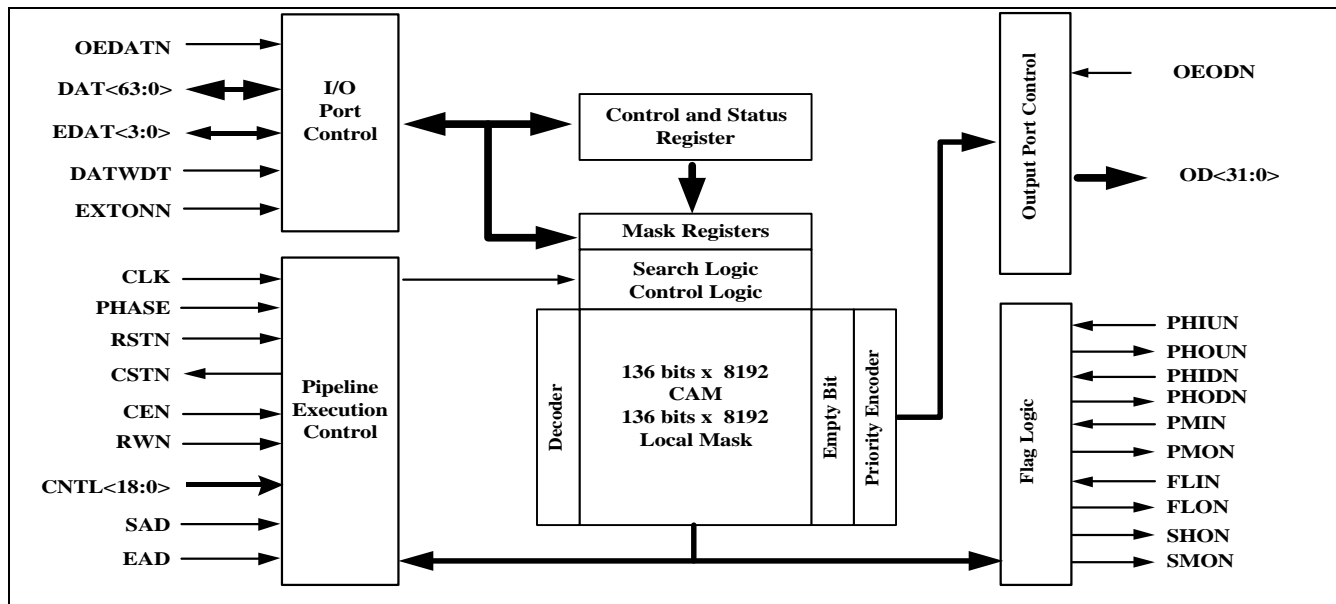 OEDATN
DAT<63:0>
EDAT<3:0>
DATWDT
EXTONN
I/O
Port
Control
CLK
PHASE
RSTN
CSTN
CEN
RWN
CNTL<18:0>
SAD
EAD
Pipeline
Execution
Control
Control and Status
Register
Mask Registers
Search Logic
Control Logic
Decoder
136 bits x 8192
CAM
136 bits x 8192
Local Mask
Empty Bit
Priority Encoder
Output Port Control
OEODN
OD<31:0>
Flag Logic
PHIUN
PHOUN
PHIDN
PHODN
PMIN
PMON
FLIN
FLON
SHON
SMON